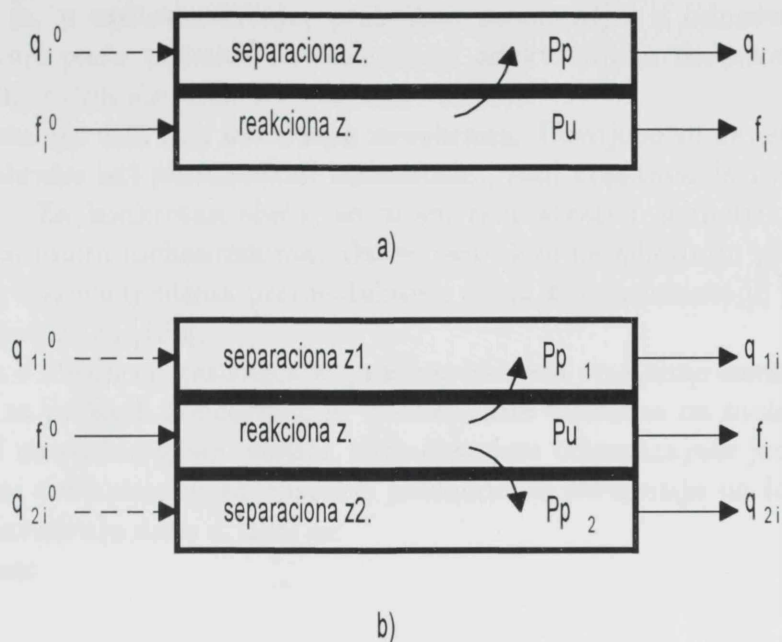 q i 0 separaciona z. Pp q i
f i 0 reakciona z. Pu f i
a)
q 1i 0 separaciona z1. Pp q 1i
f i 0 reakciona z. Pu f i
q 2i 0 separaciona z2. Pp 2 q 2i
b)